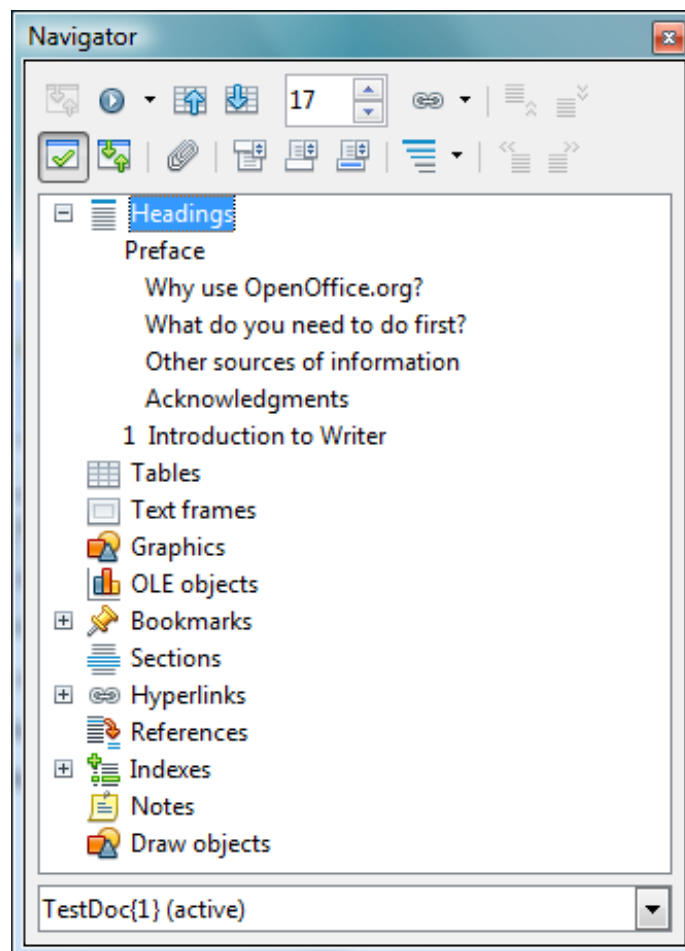 Navigator
17
Headings
Preface
Why use OpenOffice.org?
What do you need to do first?
Other sources of information
Acknowledgments
1 Introduction to Writer
Tables
Text frames
Graphics
OLE objects
Bookmarks
Sections
Hyperlinks
References
Indexes
Notes
Draw objects
TestDoc{1} (active)